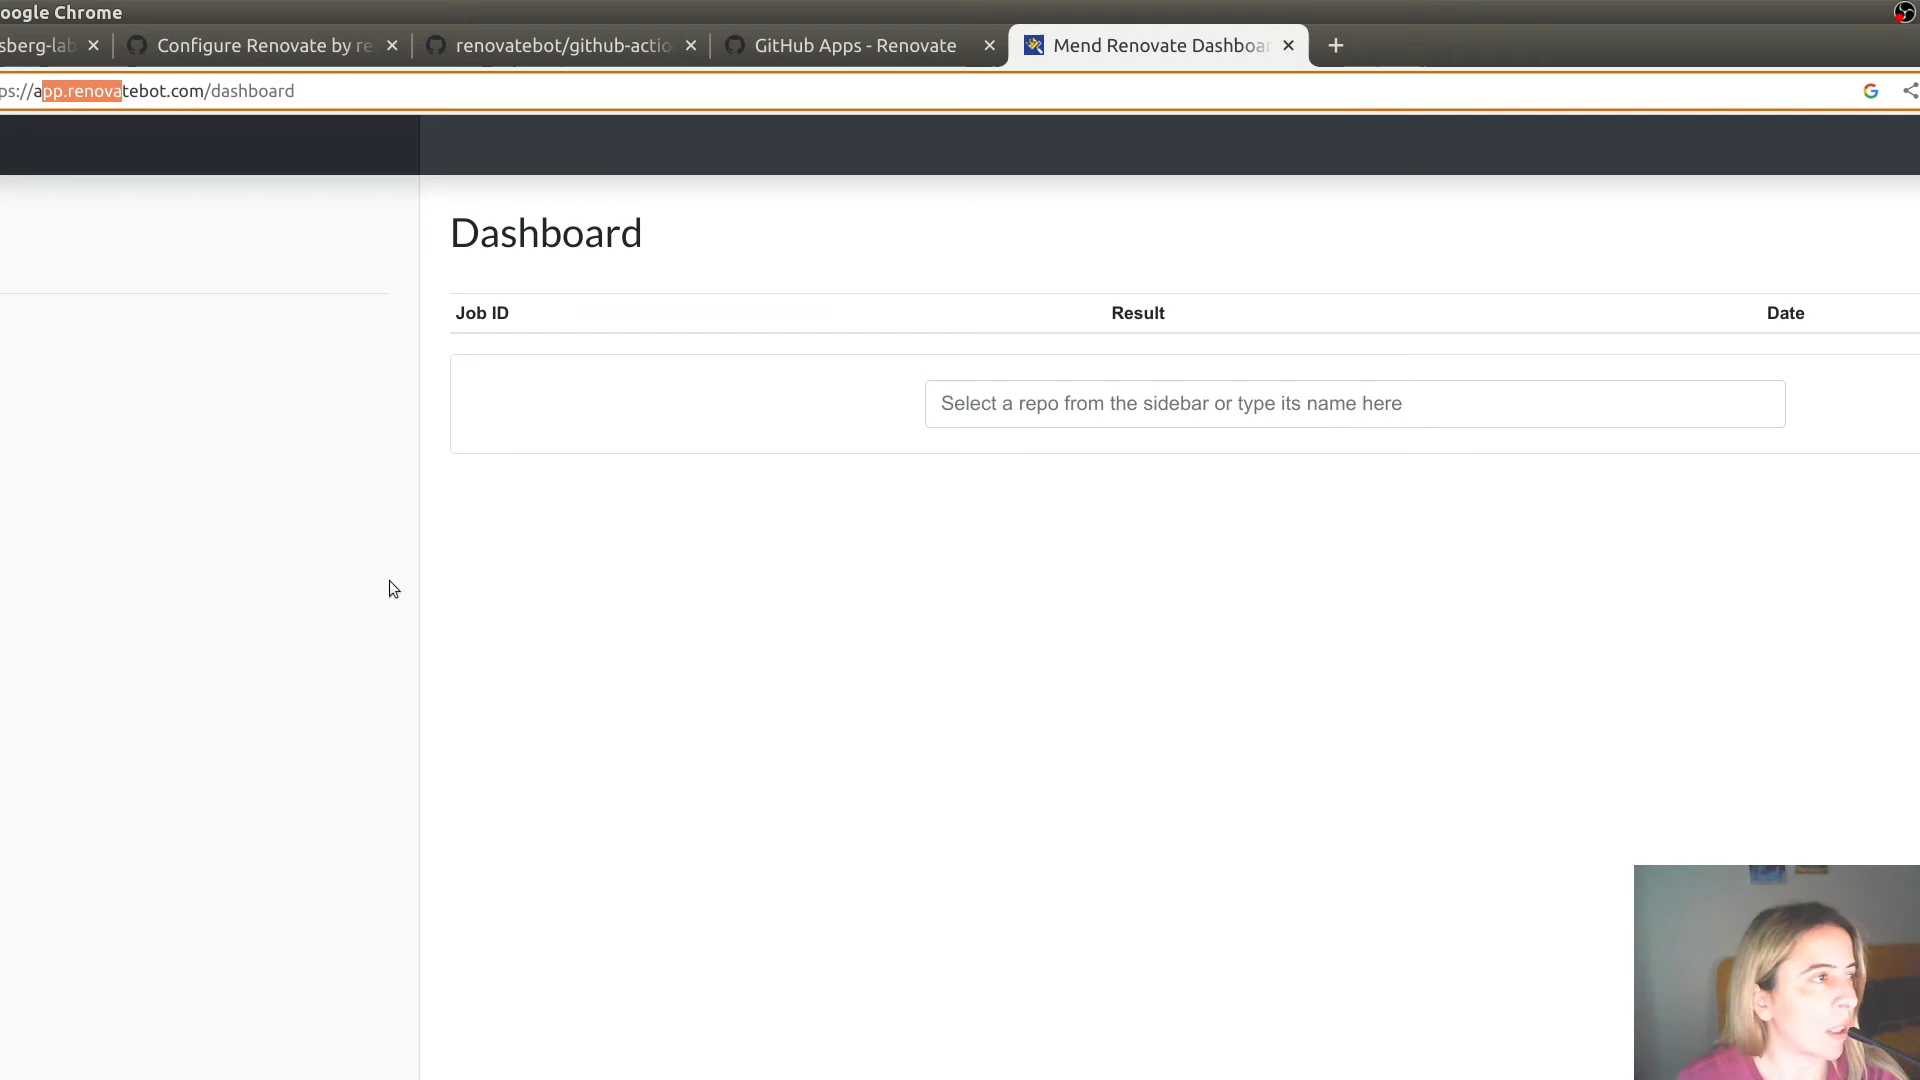 oogle Chrome
sberg-lab
Configure Renovate by re
renovatebot/github-actio
GitHub Apps - Renovate
Mend Renovate Dashboar
ps://app.renovatebot.com/dashboard
Dashboard
Job ID Result Date
Select a repo from the sidebar or type its name here